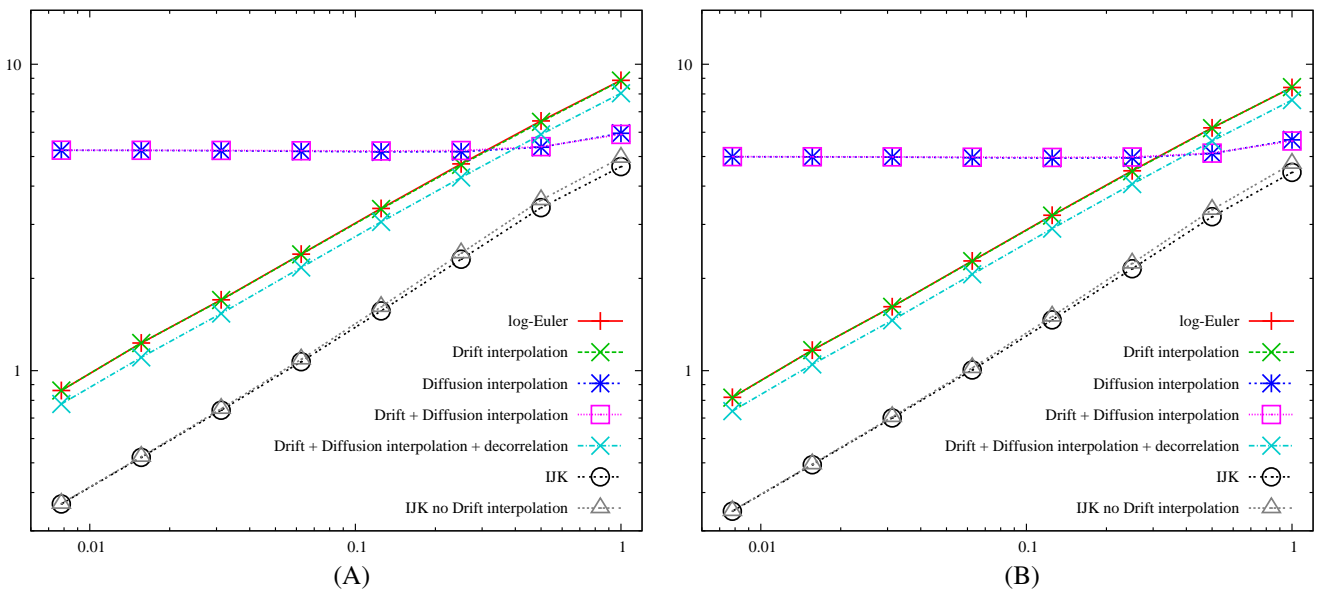 10
1
0.01
0.1
1
log-Euler
Drift interpolation
Diffusion interpolation
Drift + Diffusion interpolation
Drift + Diffusion interpolation + decorrelation
IJK
IJK no Drift interpolation
(A)
10
1
0.01
0.1
1
log-Euler
Drift interpolation
Diffusion interpolation
Drift + Diffusion interpolation
Drift + Diffusion interpolation + decorrelation
IJK
IJK no Drift interpolation
(B)